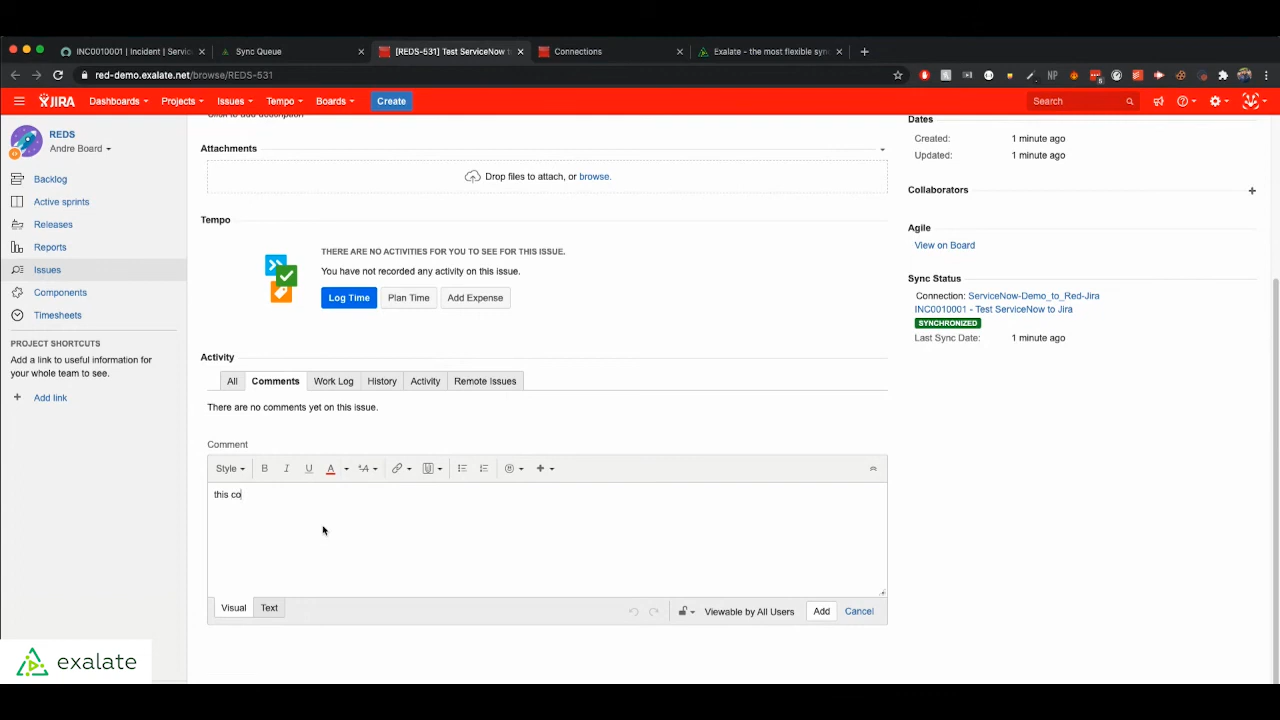 INC0010001 | Incident | Servic
Sync Queue
[REDS-531] Test ServiceNow to
Connections
Exalate - the most flexible sync
red-demo.exalate.net/browse/REDS-531
JIRA
Dashboards
Projects
Issues
Tempo
Boards
Create
Search
REDS
Andre Board
Backlog
Active sprints
Releases
Reports
Issues
Components
Timesheets
PROJECT SHORTCUTS
Add a link to useful information for
your whole team to see.
Add link
Click to add description
Attachments
Drop files to attach, or browse.
Tempo
THERE ARE NO ACTIVITIES FOR YOU TO SEE FOR THIS ISSUE.
You have not recorded any activity on this issue.
Log Time
Plan Time
Add Expense
Activity
All
Comments
Work Log
History
Activity
Remote Issues
There are no comments yet on this issue.
Comment
Style
B
I
U
A
this co
Visual
Text
Viewable by All Users
Add
Cancel
Dates
Created: 1 minute ago
Updated: 1 minute ago
Collaborators
Agile
View on Board
Sync Status
Connection: ServiceNow-Demo_to_Red-Jira
INC0010001 - Test ServiceNow to Jira
SYNCHRONIZED
Last Sync Date: 1 minute ago
exalate